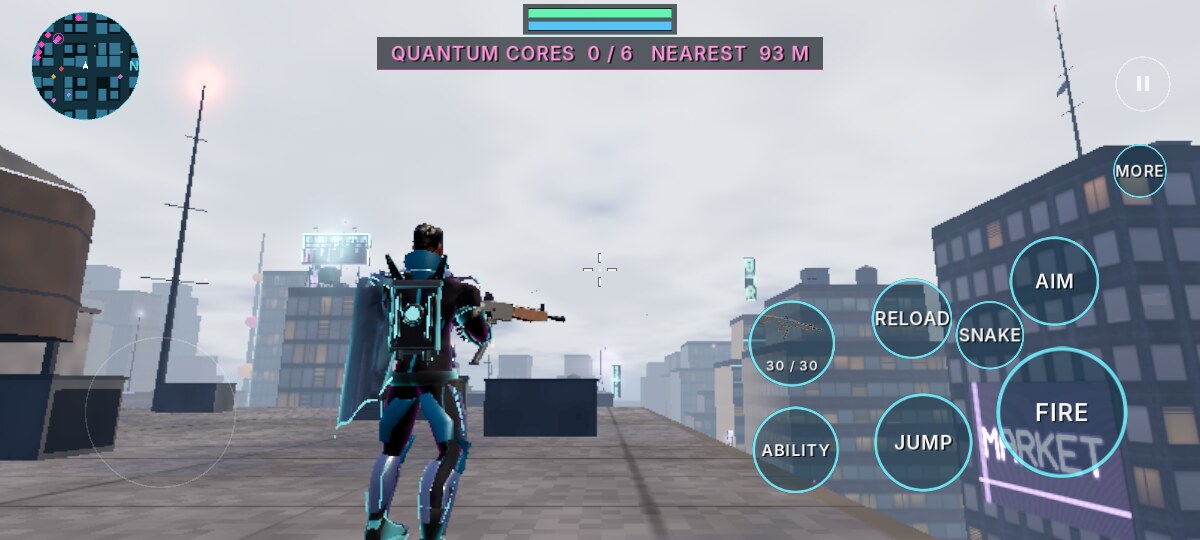 QUANTUM CORES 0 / 6 NEAREST 93 M
N
MORE
AIM
RELOAD
SNAKE
30 / 30
FIRE
MARKET
JUMP
ABILITY